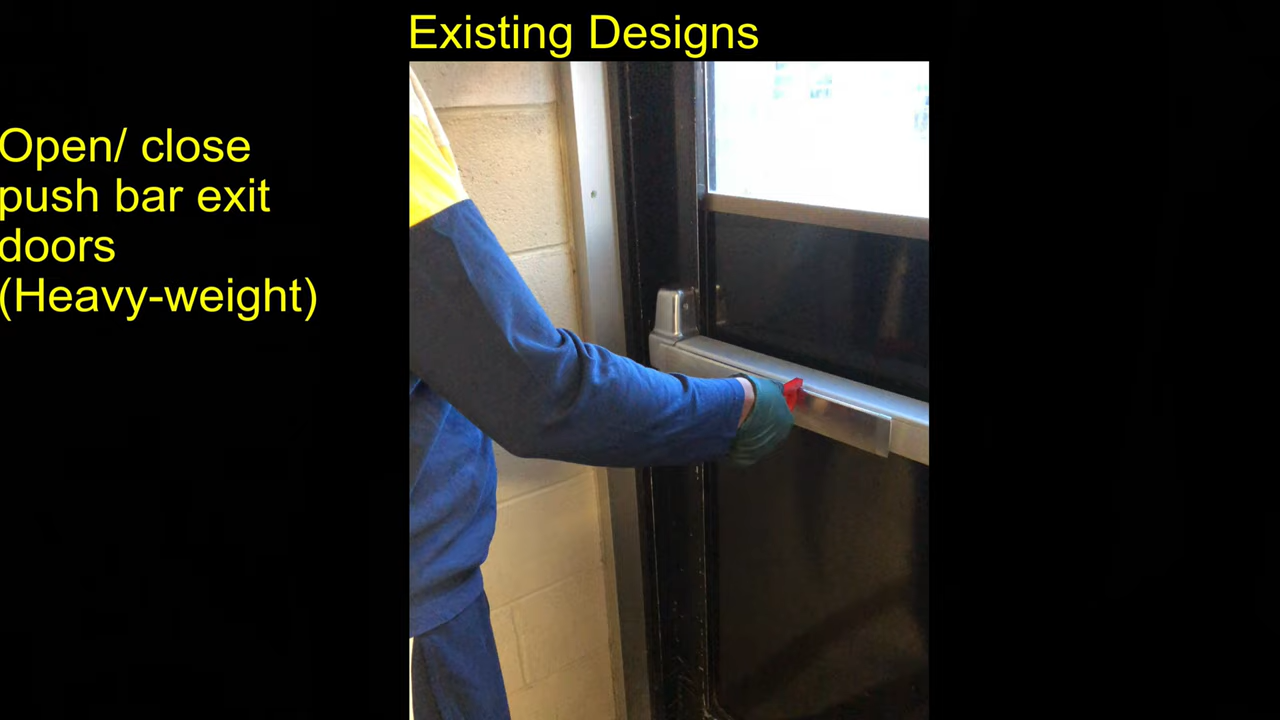 Existing Designs
Open/ close
push bar exit
doors
(Heavy-weight)